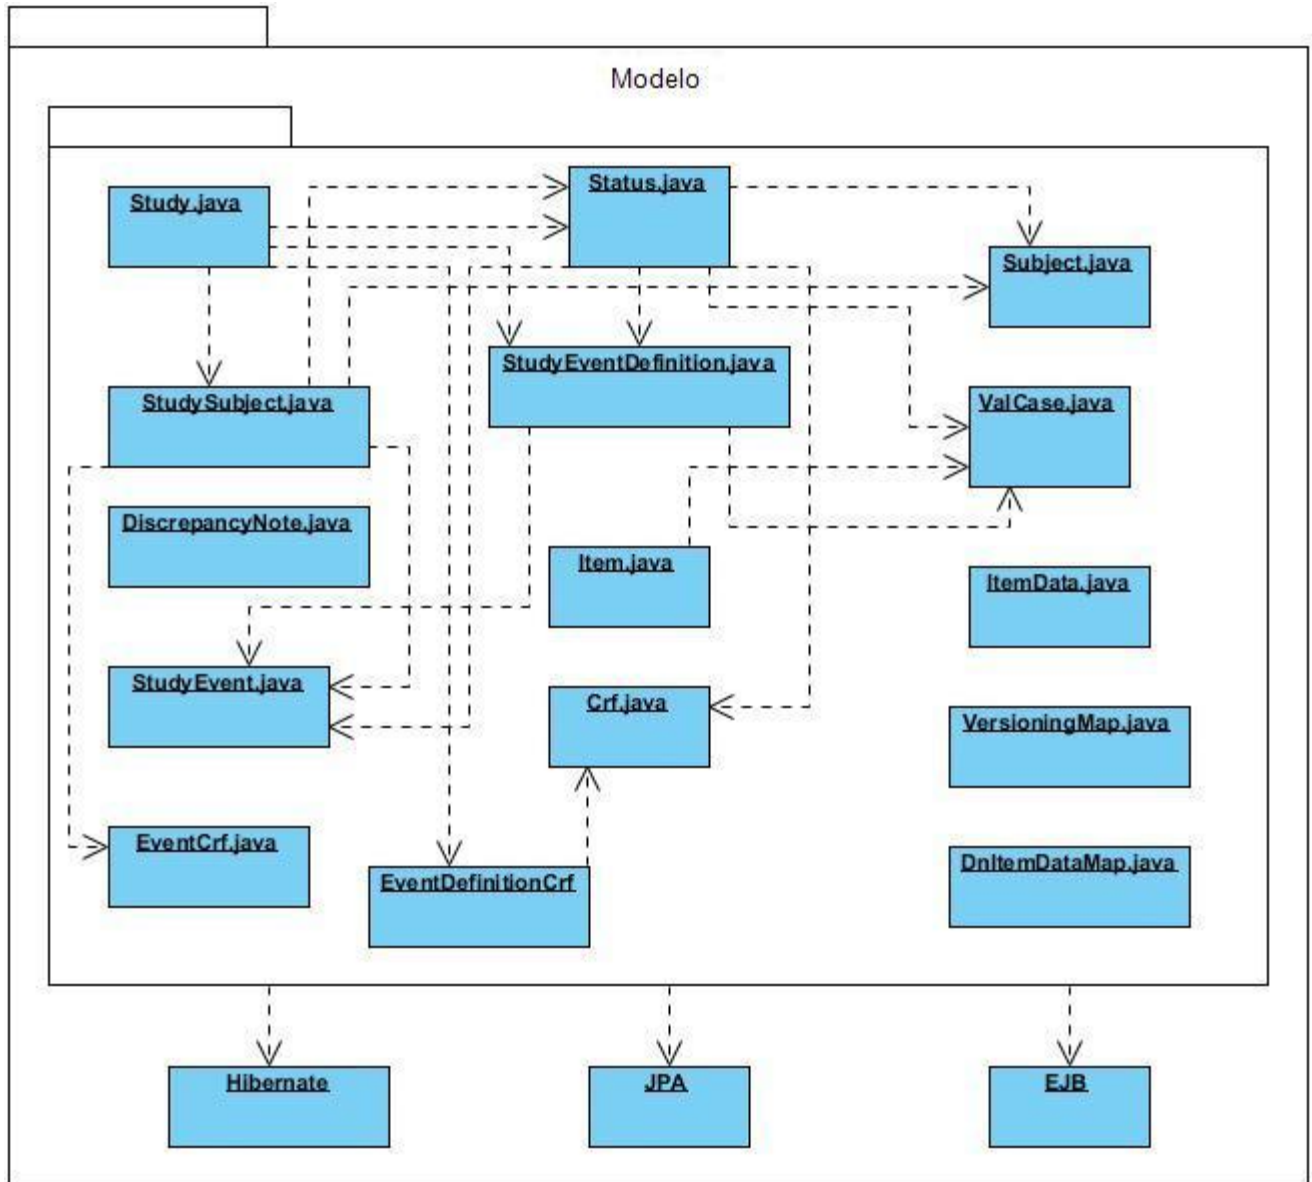 Modelo
Study.java
Status.java
Subject.java
StudyEventDefinition.java
StudySubject.java
ValCase.java
DiscrepancyNote.java
Item.java
ItemData.java
StudyEvent.java
Crf.java
VersioningMap.java
EventCrf.java
EventDefinitionCrf
DnItemDataMap.java
Hibernate
JPA
EJB